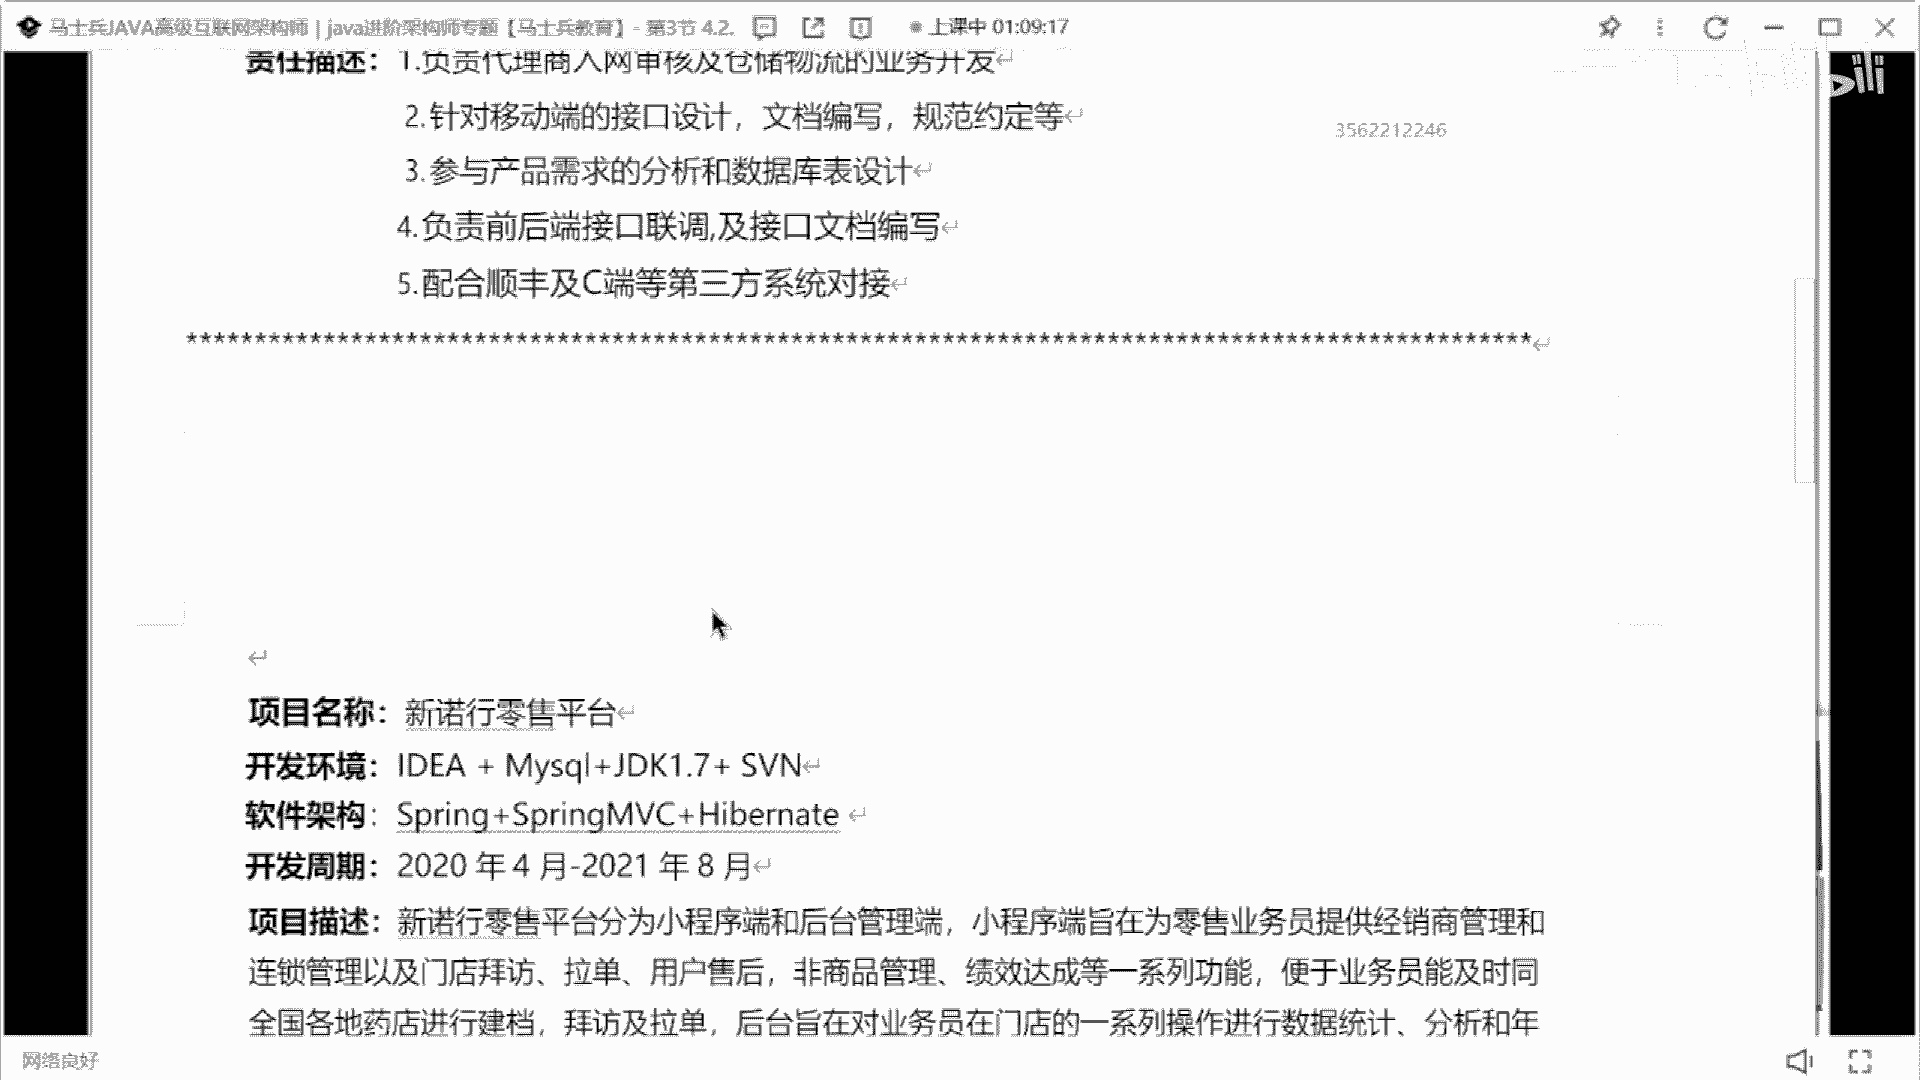 马士兵JAVA高级互联网架构师 | java进阶架构师专题【马士兵教育】- 第3节 4.2. 上课中 01:09:17
责任描述：1.负责代理商入网审核及仓储物流的业务开发
2.针对移动端的接口设计，文档编写，规范约定等
3562212246
3.参与产品需求的分析和数据库表设计
4.负责前后端接口联调,及接口文档编写
5.配合顺丰及C端等第三方系统对接
项目名称：新诺行零售平台
开发环境：IDEA + Mysql+JDK1.7+ SVN
软件架构：Spring+SpringMVC+Hibernate
开发周期：2020 年 4 月-2021 年 8 月
项目描述：新诺行零售平台分为小程序端和后台管理端，小程序端旨在为零售业务员提供经销商管理和
连锁管理以及门店拜访、拉单、用户售后，非商品管理、绩效达成等一系列功能，便于业务员能及时同
全国各地药店进行建档，拜访及拉单，后台旨在对业务员在门店的一系列操作进行数据统计、分析和年
网络良好